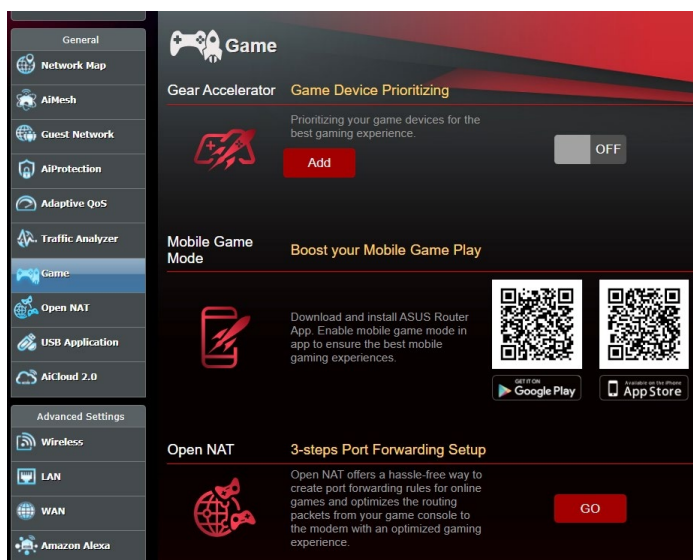 General
Network Map
AiMesh
Guest Network
AiProtection
Adaptive QoS
Traffic Analyzer
Game
Open NAT
USB Application
AiCloud 2.0
Advanced Settings
Wireless
LAN
WAN
Amazon Alexa
Game
Gear Accelerator
Game Device Prioritizing
Prioritizing your game devices for the
best gaming experience.
Add
OFF
Mobile Game
Mode
Boost your Mobile Game Play
Download and install ASUS Router
App. Enable mobile game mode in
app to ensure the best mobile
gaming experiences.
GET IT ON
Google Play
Available on the iPhone
App Store
Open NAT
3-steps Port Forwarding Setup
Open NAT offers a hassle-free way to
create port forwarding rules for online
games and optimizes the routing
packets from your game console to
the modem with an optimized gaming
experience.
GO